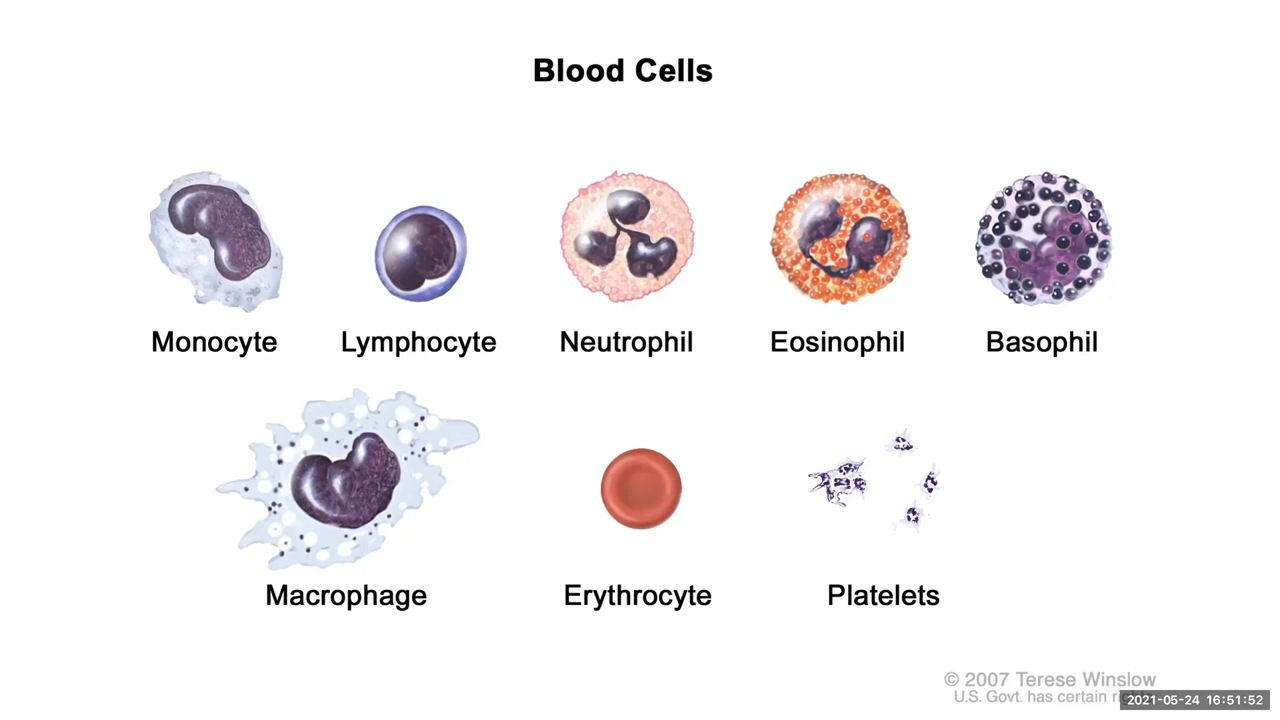 Blood Cells
Monocyte
Lymphocyte
Neutrophil
Eosinophil
Basophil
Macrophage
Erythrocyte
Platelets
© 2007 Terese Winslow
U.S. Govt. has certain
2021-05-24 16:51:52